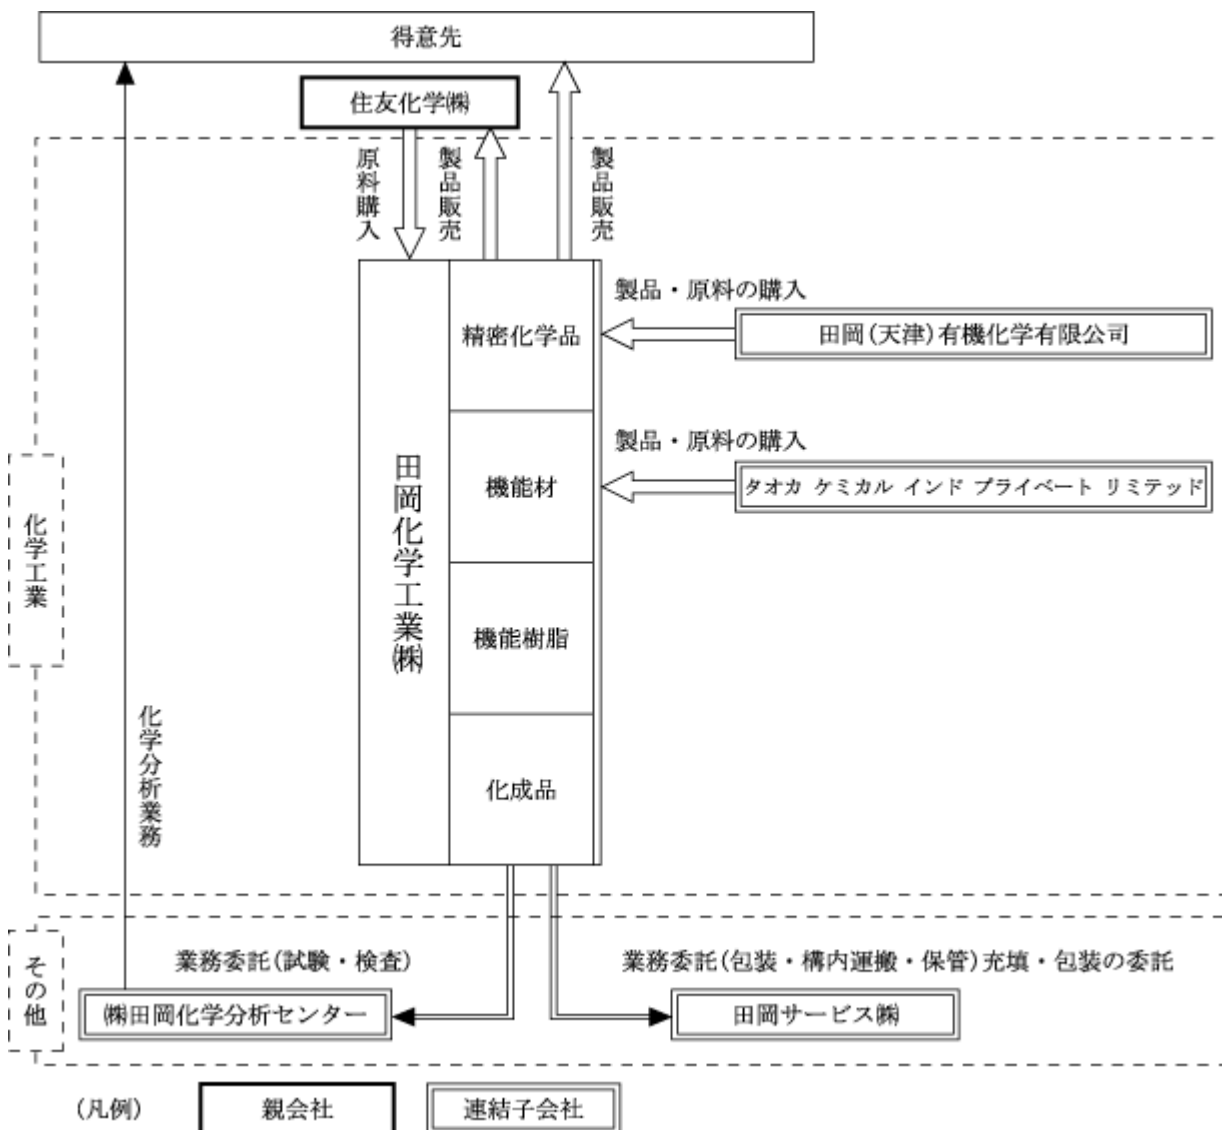 得意先
住友化学㈱
原料購入
製品販売
製品販売
製品・原料の購入
精密化学品
田岡(天津)有機化学有限公司
製品・原料の購入
機能材
タオカ ケミカル インド プライベート リミテッド
田岡化学工業㈱
化学工業
機能樹脂
化学分析業務
化成品
その他
業務委託(試験・検査)
業務委託(包装・構内運搬・保管)充填・包装の委託
㈱田岡化学分析センター
田岡サービス㈱
(凡例)
親会社
連結子会社